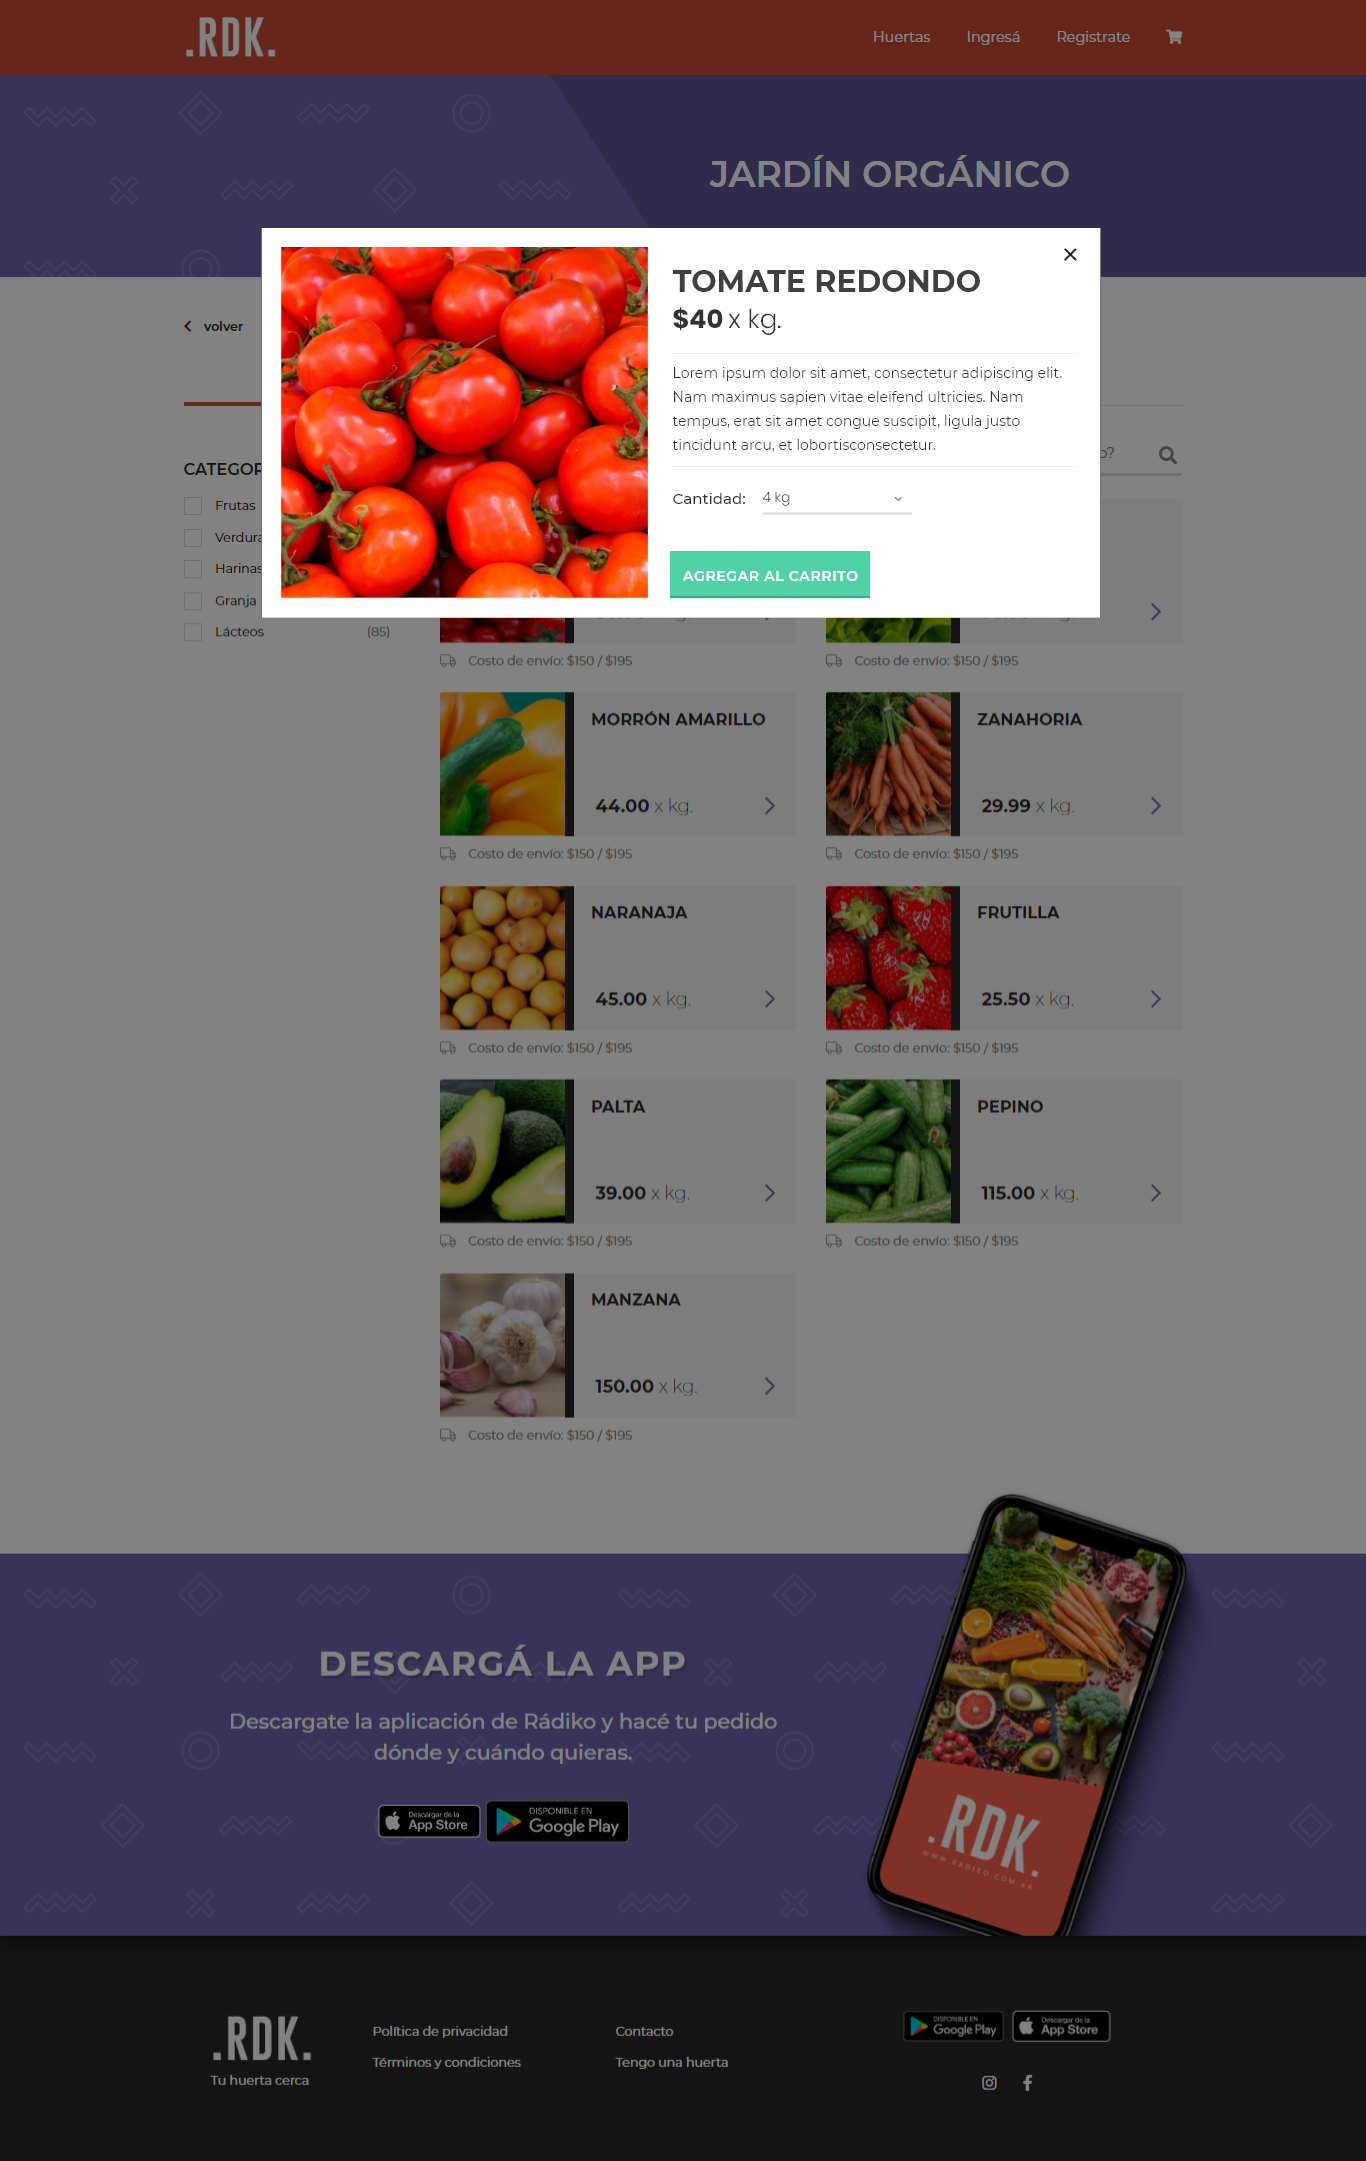 .RDK.
Huertas
Ingresá
Registrate
JARDÍN ORGÁNICO
volver
TOMATE REDONDO
$40 x kg.
Lorem ipsum dolor sit amet, consectetur adipiscing elit.
Nam maximus sapien vitae eleifend ultricies. Nam
tempus, erat sit amet congue suscipit, ligula justo
tincidunt arcu, et lobortisconsectetur.
Cantidad: 4 kg
AGREGAR AL CARRITO
CATEGOR
Frutas
Verdura
Harinas
Granja
Lácteos (85)
Costo de envío: $150 / $195
Costo de envío: $150 / $195
MORRÓN AMARILLO
44.00 x kg.
Costo de envío: $150 / $195
ZANAHORIA
29.99 x kg.
Costo de envío: $150 / $195
NARANAJA
45.00 x kg.
Costo de envío: $150 / $195
FRUTILLA
25.50 x kg.
Costo de envío: $150 / $195
PALTA
39.00 x kg.
Costo de envío: $150 / $195
PEPINO
115.00 x kg.
Costo de envío: $150 / $195
MANZANA
150.00 x kg.
Costo de envío: $150 / $195
DESCARGÁ LA APP
Descargate la aplicación de Rádiko y hacé tu pedido
dónde y cuándo quieras.
Descargar de la
App Store
DISPONIBLE EN
Google Play
.RDK.
WWW.RADIKO.COM.AR
.RDK.
Tu huerta cerca
Política de privacidad
Términos y condiciones
Contacto
Tengo una huerta
DISPONIBLE EN
Google Play
Descargar de la
App Store